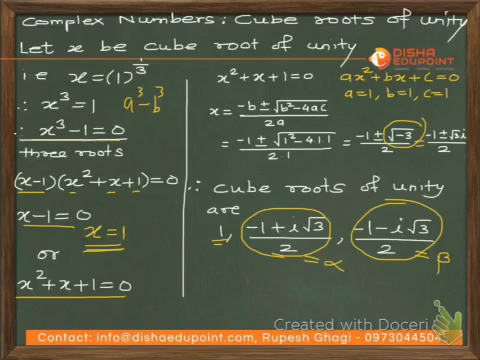 Complex Numbers: Cube roots of unity
Let x be cube root of unity
i.e x=(1)^1/3
∴ x³=1 a³-b³
∴ x³-1=0
three roots
(x-1)(x²+x+1)=0
x-1=0
x=1
or
x²+x+1=0
DISHA
EDUPOINT
x²+x+1=0 ax²+bx+c=0
a=1, b=1, c=1
x=-b±√b²-4ac/2a
=-1±√1²-4.1.1/2.1 =-1±√-3/2=-1±√3i/2
∴ Cube roots of unity
are
1, -1+i√3/2, -1-i√3/2
=α =β
Created with Doceri
Contact: info@dishaedupoint.com, Rupesh Ghagi - 0973044504